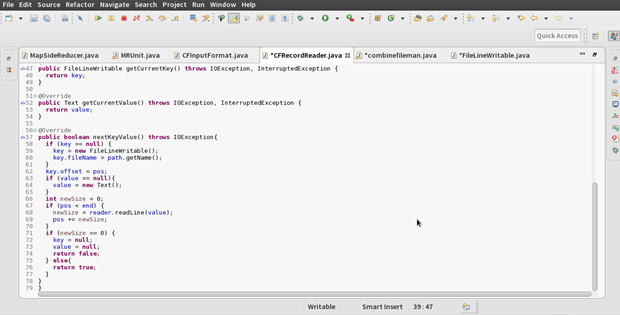 File Edit Source Refactor Navigate Search Project Run Window Help
Quick Access
MapSideReducer.java MRUnit.java CFInputFormat.java *CFRecordReader.java *combinefileman.java *FileLineWritable.java
47 public FileLineWritable getCurrentKey() throws IOException, InterruptedException {
48 return key;
49 }
50
51 @Override
52 public Text getCurrentValue() throws IOException, InterruptedException {
53 return value;
54 }
55
56 @Override
57 public boolean nextKeyValue() throws IOException{
58 if (key == null) {
59 key = new FileLineWritable();
60 key.fileName = path.getName();
61 }
62 key.offset = pos;
63 if (value == null){
64 value = new Text();
65 }
66 int newSize = 0;
67 if (pos < end) {
68 newSize = reader.readLine(value);
69 pos += newSize;
70 }
71 if (newSize == 0) {
72 key = null;
73 value = null;
74 return false;
75 } else{
76 return true;
77 }
78 }
79 }
Writable Smart Insert 39 : 47